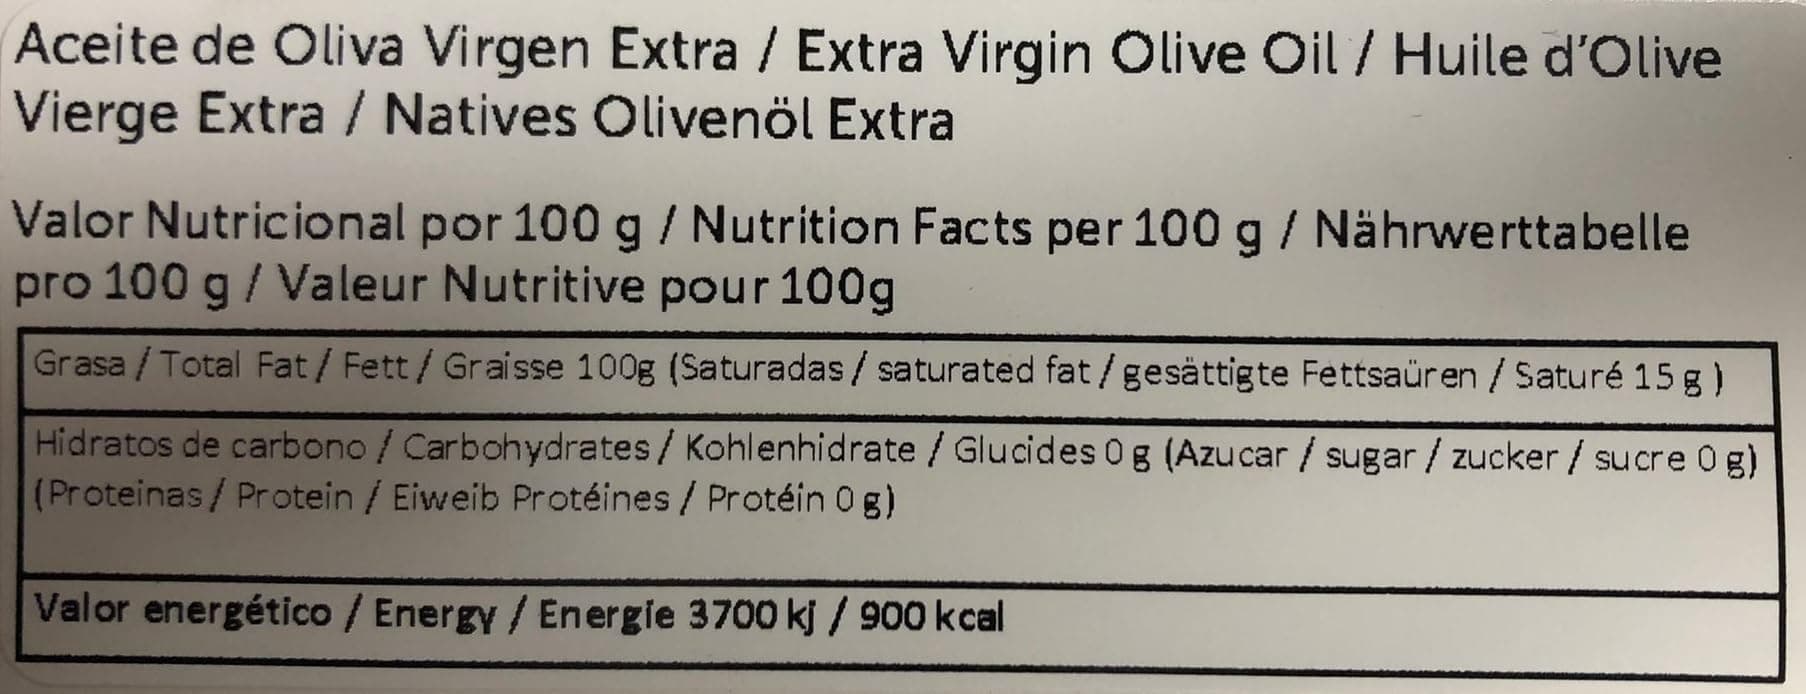 Aceite de Oliva Virgen Extra / Extra Virgin Olive Oil / Huile d'Olive
Vierge Extra / Natives Olivenöl Extra
Valor Nutricional por 100 g / Nutrition Facts per 100 g / Nährwerttabelle
pro 100 g / Valeur Nutritive pour 100g
Grasa / Total Fat / Fett / Graisse 100g (Saturadas / saturated fat / gesättigte Fettsaüren / Saturé 15 g )
Hidratos de carbono / Carbohydrates / Kohlenhidrate / Glucides 0 g (Azucar / sugar / zucker / sucre 0 g)
(Proteinas / Protein / Eiweib Protéines / Protéin 0 g)
Valor energético / Energy / Energie 3700 kj / 900 kcal